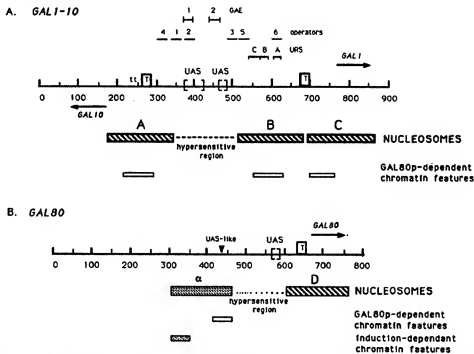 A. GAL1-10
1 2 GAE
4 1 2 3 5 6 operators
C B A URS
GAL1
tt T UAS UAS T
0 100 200 300 400 500 600 700 800 900
GAL10
A B C
NUCLEOSOMES
hypersensitive
region
GAL80p-dependent
chromatin features
B. GAL80
GAL80
UAS-like UAS T
0 100 200 300 400 500 600 700 800
α D
NUCLEOSOMES
hypersensitive
region
GAL80p-dependent
chromatin features
induction-dependant
chromatin features